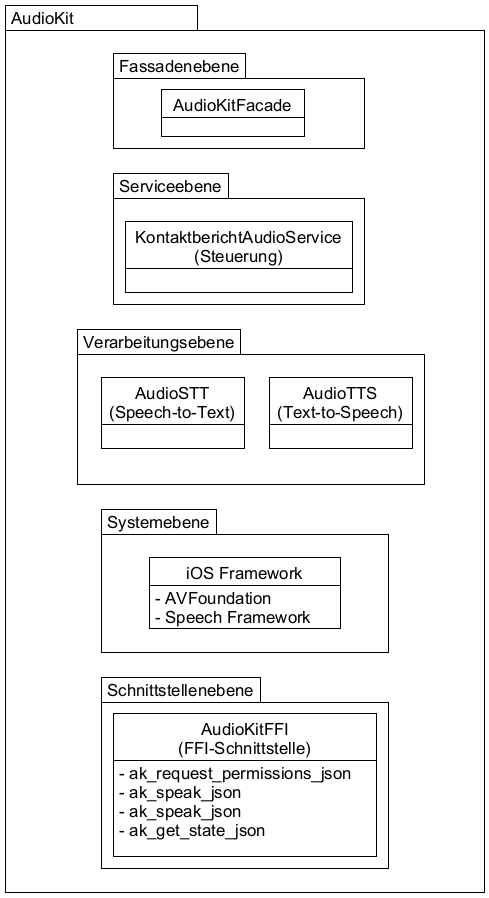 AudioKit
Fassadenebene
AudioKitFacade
Serviceebene
KontaktberichtAudioService
(Steuerung)
Verarbeitungsebene
AudioSTT
(Speech-to-Text)
AudioTTS
(Text-to-Speech)
Systemebene
iOS Framework
- AVFoundation
- Speech Framework
Schnittstellenebene
AudioKitFFI
(FFI-Schnittstelle)
- ak_request_permissions_json
- ak_speak_json
- ak_speak_json
- ak_get_state_json